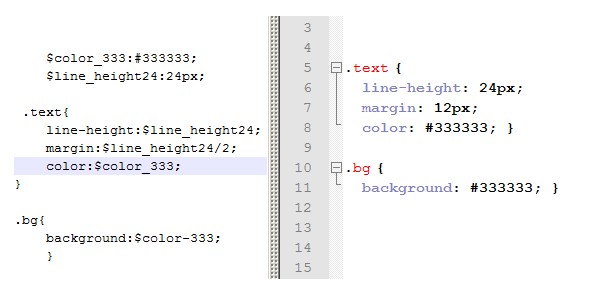 $color_333:#333333;
$line_height24:24px;
.text{
line-height:$line_height24;
margin:$line_height24/2;
color:$color_333;
}
.bg{
background:$color-333;
}
3
4
5 .text {
6 line-height: 24px;
7 margin: 12px;
8 color: #333333; }
9
10 .bg {
11 background: #333333; }
12
13
14
15